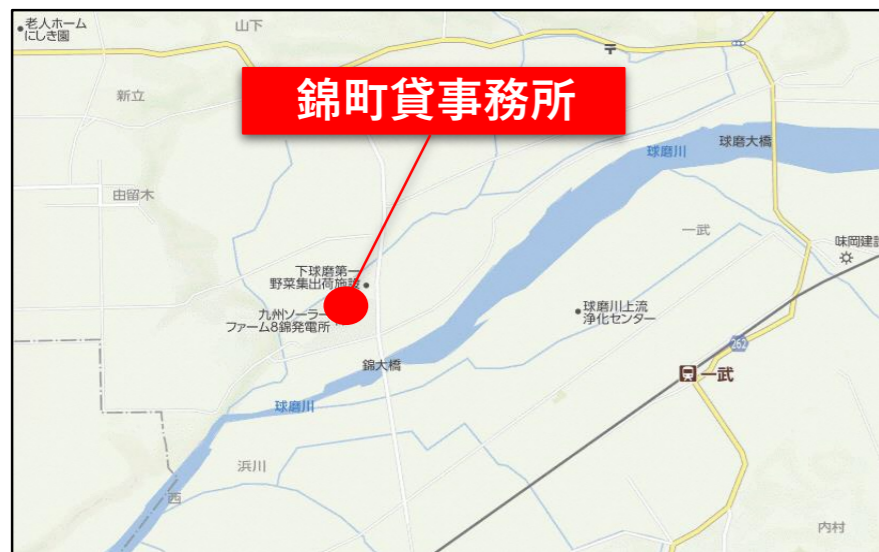 老人ホーム
にしき園
山下
〒
新立
錦町貸事務所
球磨川
球磨大橋
由留木
一武
味岡建設
下球磨第一
野菜集出荷施設
九州ソーラー
ファーム8錦発電所
球磨川上流
浄化センター
錦大橋
262
一武
球磨川
浜川
西
内村